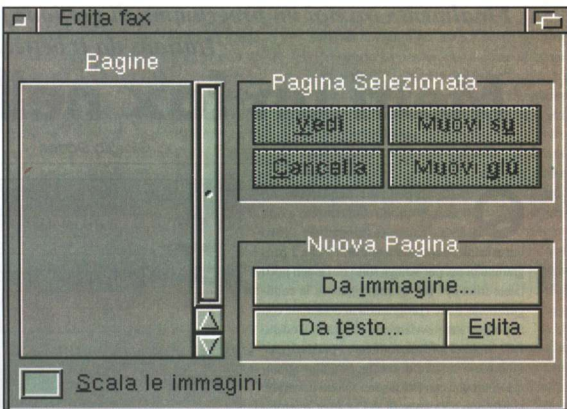 Edita fax
Pagine
Pagina Selezionata
Vedi
Muovi su
Cancella
Muovi giù
Nuova Pagina
Da immagine...
Da testo...
Edita
Scala le immagini